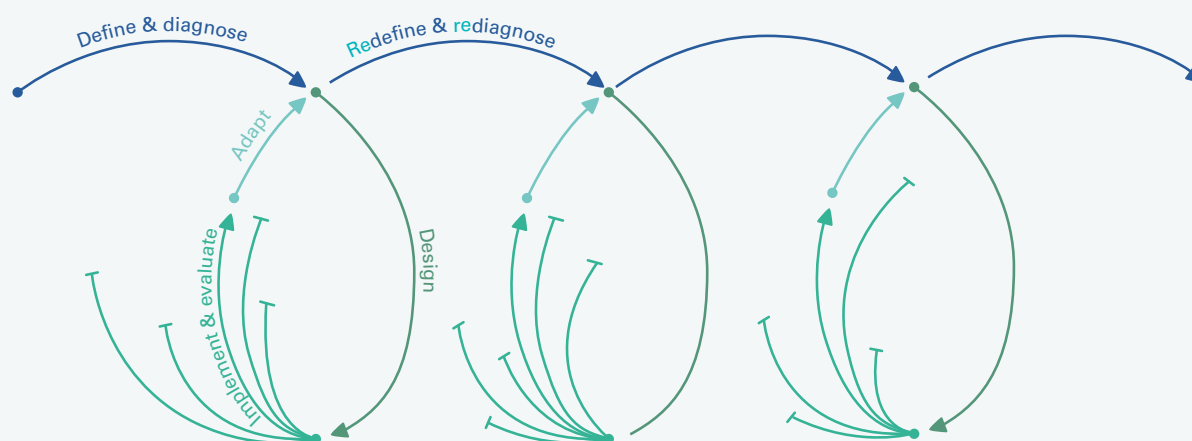 Define & diagnose
Redefine & rediagnose
Adapt
Design
Implement & evaluate